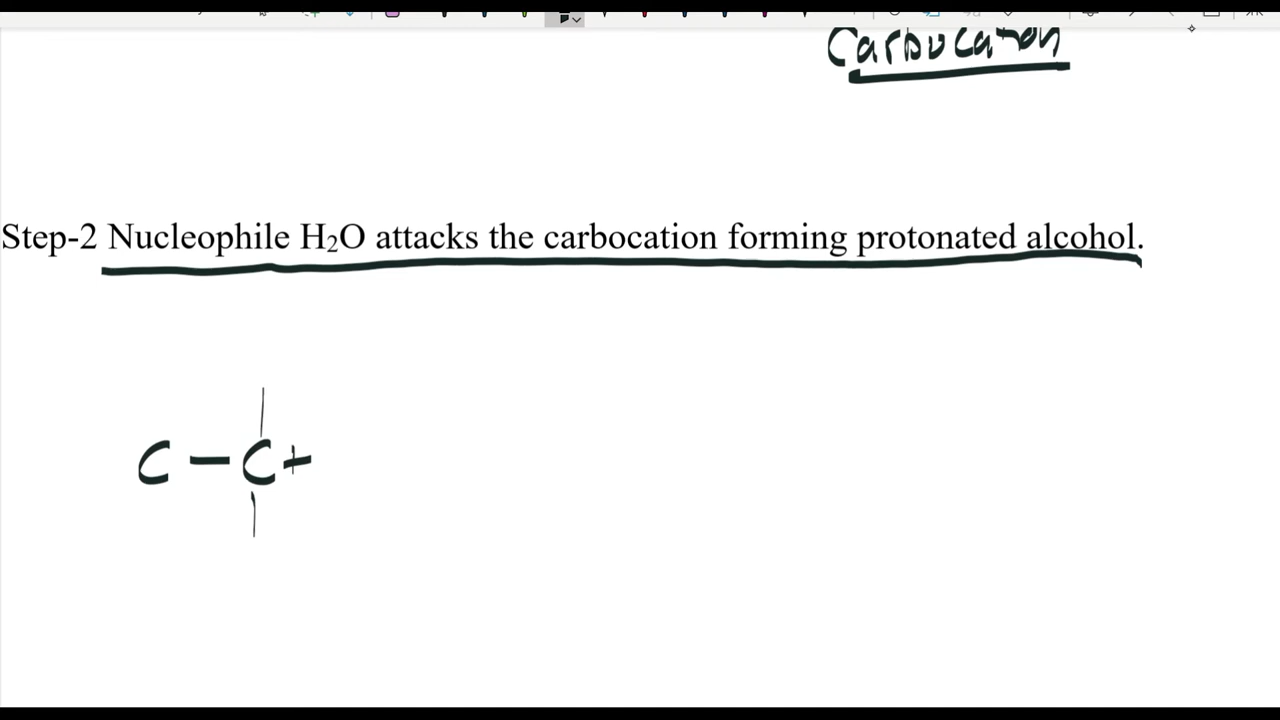 Carbocation
Step-2 Nucleophile H₂O attacks the carbocation forming protonated alcohol.
C – C +